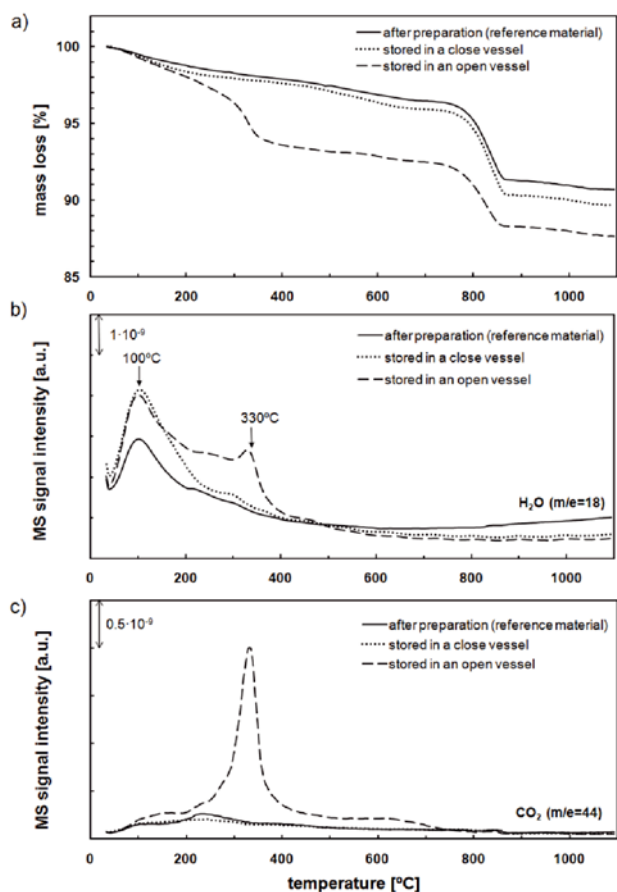 a)
100
95
90
85
mass loss [%]
after preparation (reference material)
stored in a close vessel
stored in an open vessel
0 200 400 600 800 1000
b)
1·10⁻⁹
100ºC
330ºC
after preparation (reference material)
stored in a close vessel
stored in an open vessel
H₂O (m/e=18)
MS signal intensity [a.u.]
0 200 400 600 800 1000
c)
0.5·10⁻⁹
after preparation (reference material)
stored in a close vessel
stored in an open vessel
CO₂ (m/e=44)
MS signal intensity [a.u.]
0 200 400 600 800 1000
temperature [ºC]